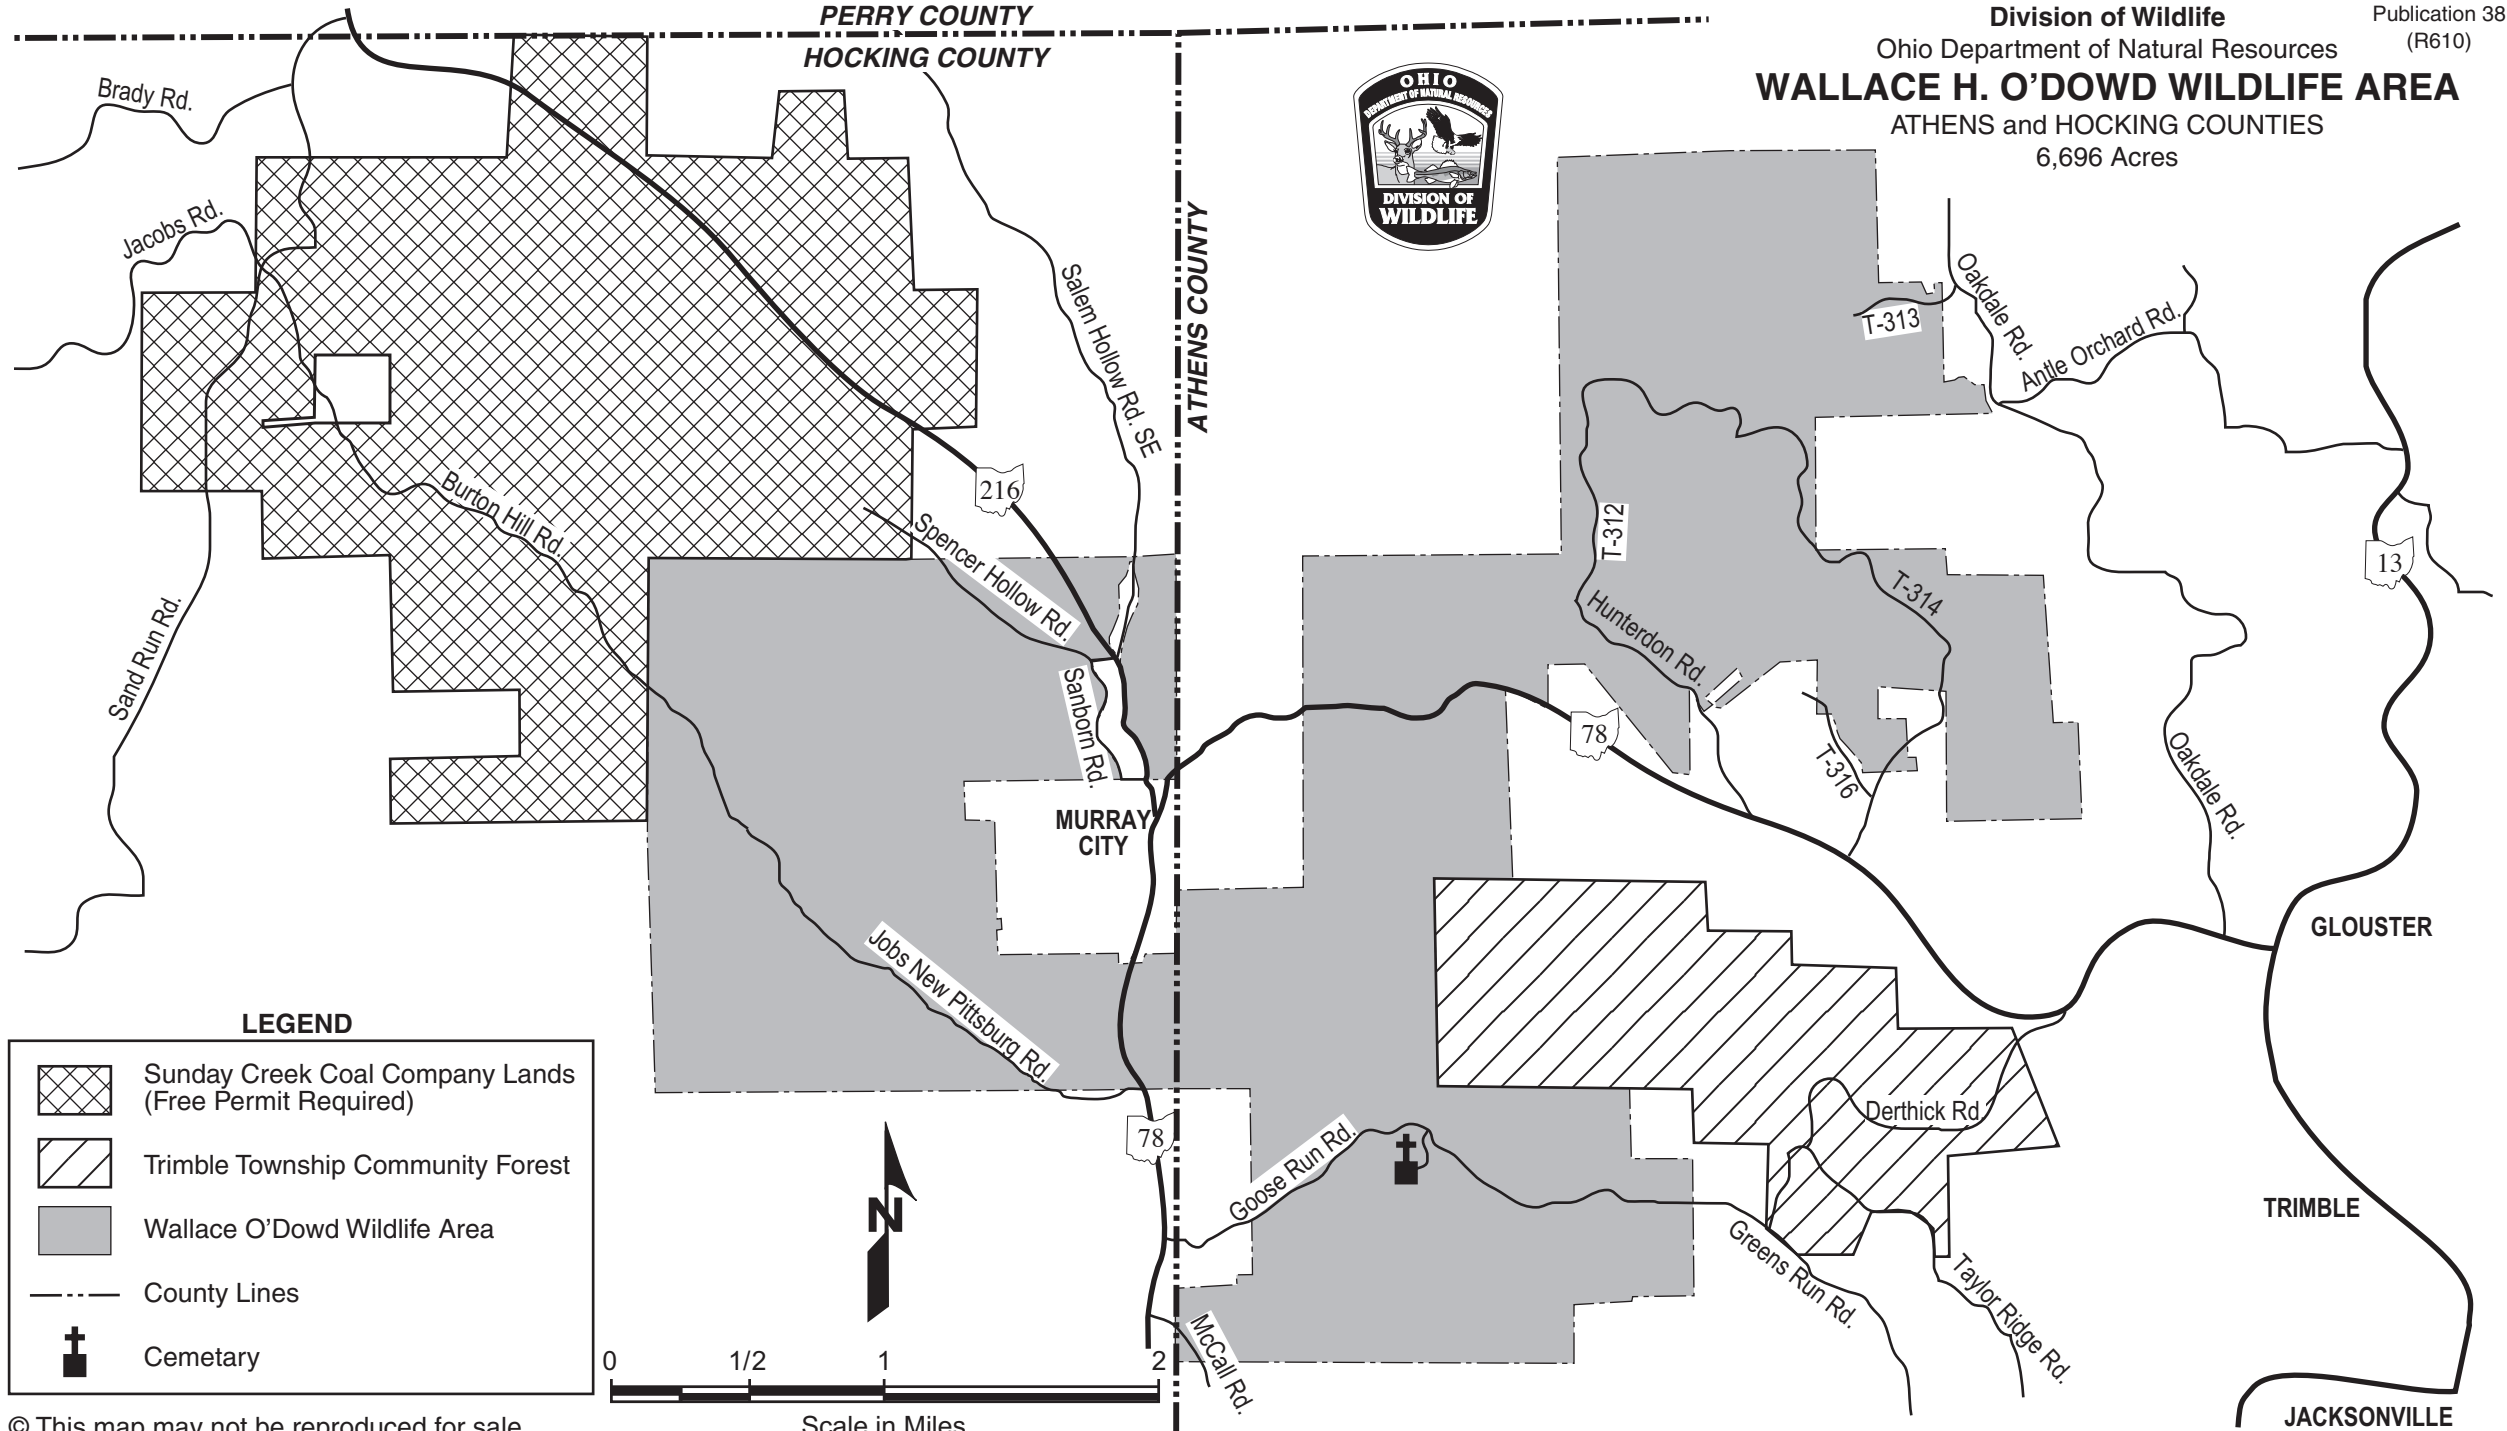 PERRY COUNTY
HOCKING COUNTY
ATHENS COUNTY
Division of Wildlife
Ohio Department of Natural Resources
WALLACE H. O’DOWD WILDLIFE AREA
ATHENS and HOCKING COUNTIES
6,696 Acres
Publication 38
(R610)
OHIO
DEPARTMENT OF NATURAL RESOURCES
DIVISION OF
WILDLIFE
Brady Rd.
Jacobs Rd.
Salem Hollow Rd. SE
Burton Hill Rd.
216
Spencer Hollow Rd.
Sand Run Rd.
Sanborn Rd.
MURRAY
CITY
Jobs New Pittsburg Rd.
78
T-313
Oakdale Rd.
Antle Orchard Rd.
T-312
13
T-314
Hunterdon Rd.
78
T-316
Oakdale Rd.
GLOUSTER
Derthick Rd.
Goose Run Rd.
TRIMBLE
Greens Run Rd.
Taylor Ridge Rd.
McCall Rd.
JACKSONVILLE
LEGEND
Sunday Creek Coal Company Lands
(Free Permit Required)
Trimble Township Community Forest
Wallace O’Dowd Wildlife Area
County Lines
Cemetary
N
0 1/2 1 2
Scale in Miles
© This map may not be reproduced for sale